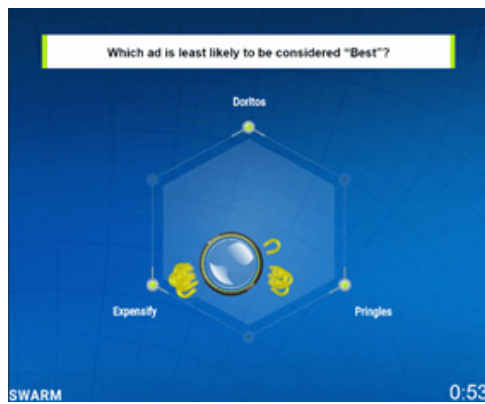 Which ad is least likely to be considered “Best”?
Doritos
Expensify
Pringles
SWARM
0:53